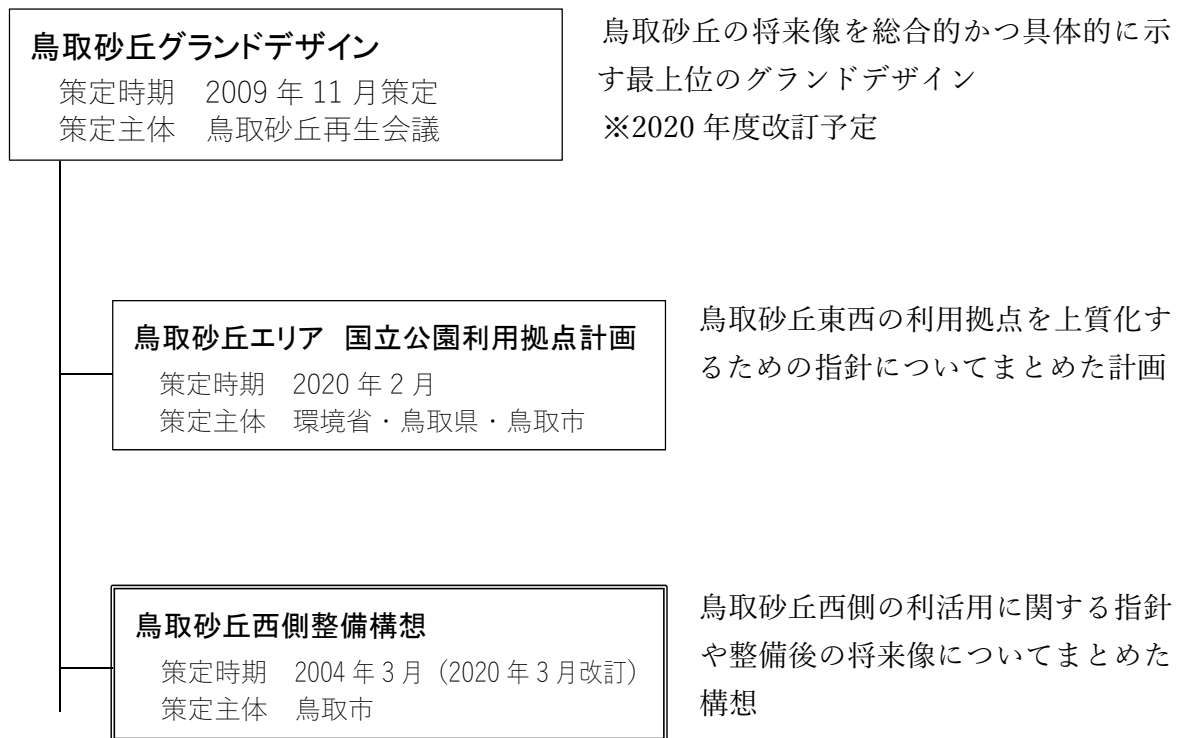 鳥取砂丘グランドデザイン
策定時期　2009 年 11 月策定
策定主体　鳥取砂丘再生会議
鳥取砂丘の将来像を総合的かつ具体的に示
す最上位のグランドデザイン
※2020 年度改訂予定
鳥取砂丘エリア　国立公園利用拠点計画
策定時期　2020 年 2 月
策定主体　環境省・鳥取県・鳥取市
鳥取砂丘東西の利用拠点を上質化す
るための指針についてまとめた計画
鳥取砂丘西側整備構想
策定時期　2004 年 3 月（2020 年 3 月改訂）
策定主体　鳥取市
鳥取砂丘西側の利活用に関する指針
や整備後の将来像についてまとめた
構想